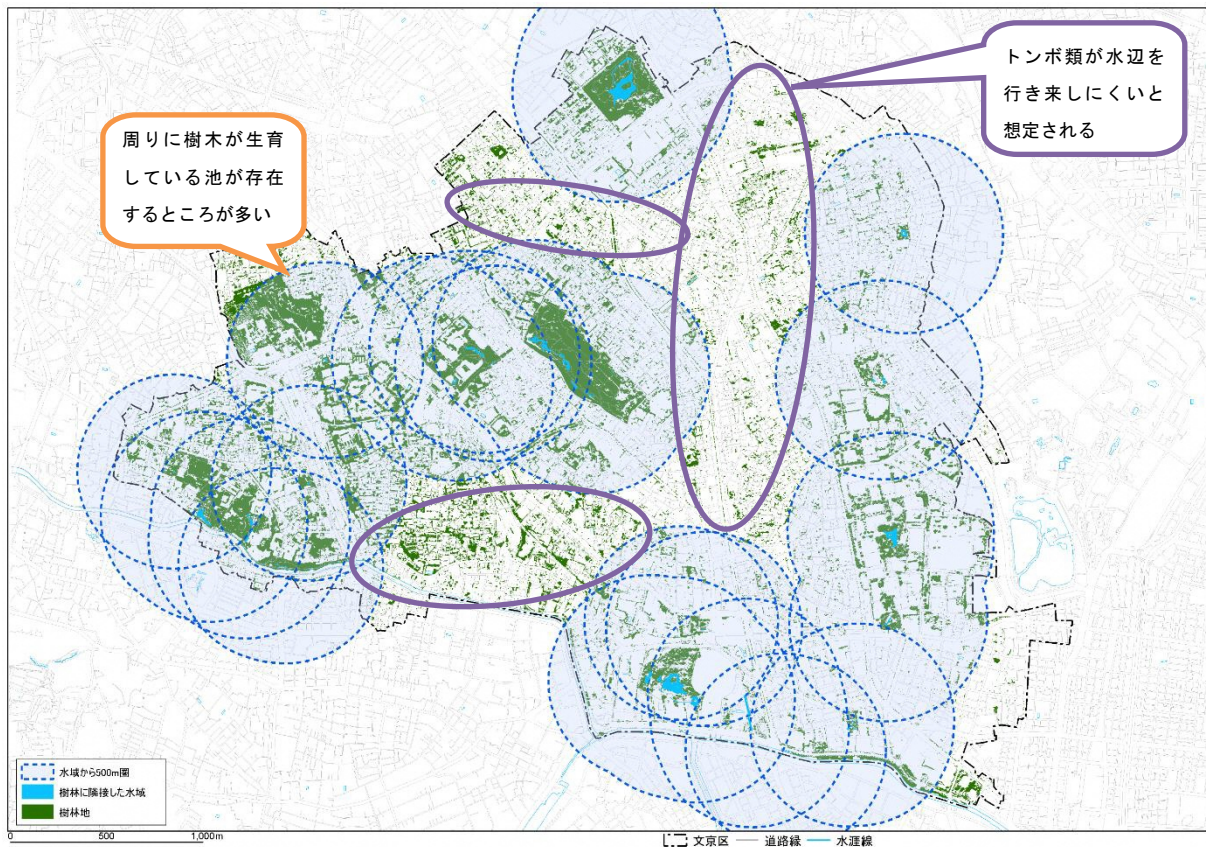 トンボ類が水辺を
行き来しにくいと
想定される
周りに樹木が生育
している池が存在
するところが多い
水域から500m圏
樹林に隣接した水域
樹林地
0 500 1,000m
文京区 道路縁 水涯線